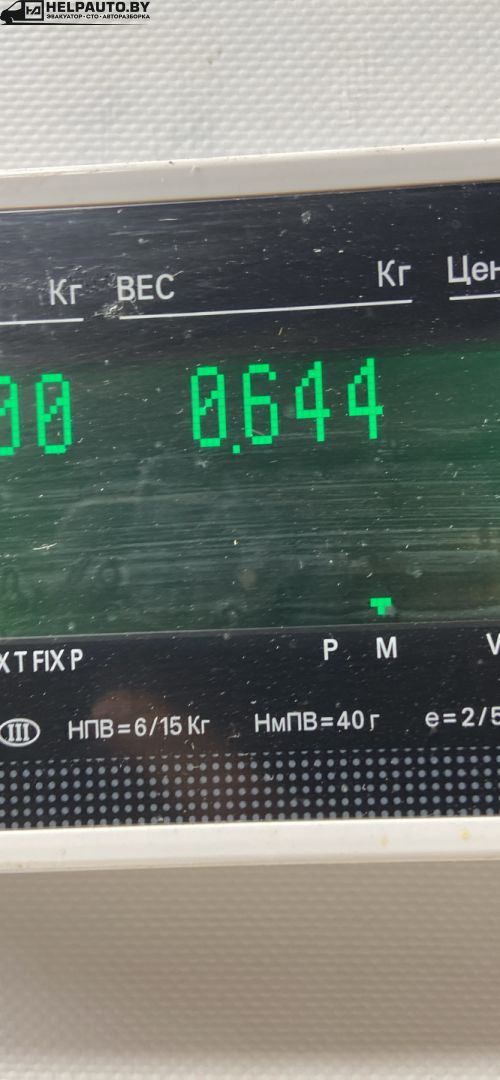 HELPAUTO.BY
ЭВАКУАТОР · СТО · АВТОРАЗБОРКА
Кг ВЕС Кг Цен
00 0.644
X T FIX P P M V
III НПВ=6/15 Кг НмПВ=40 г e=2/5